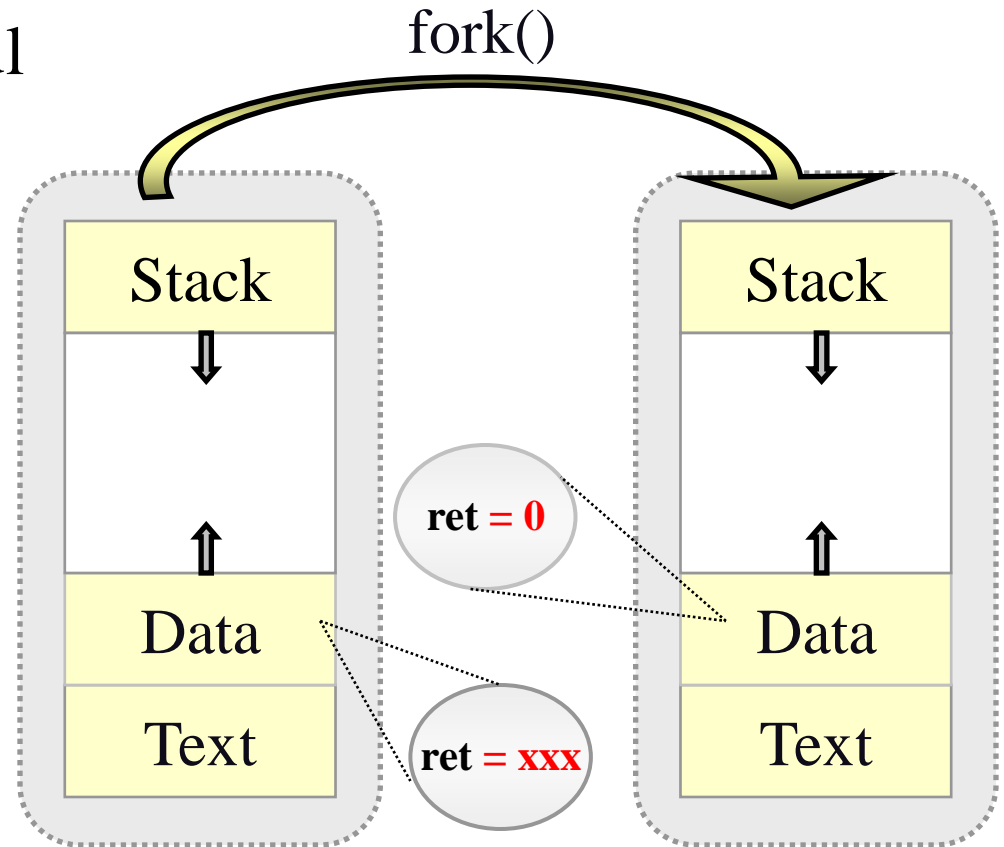 fork()
Stack
Stack
ret = 0
Data
Data
ret = xxx
Text
Text